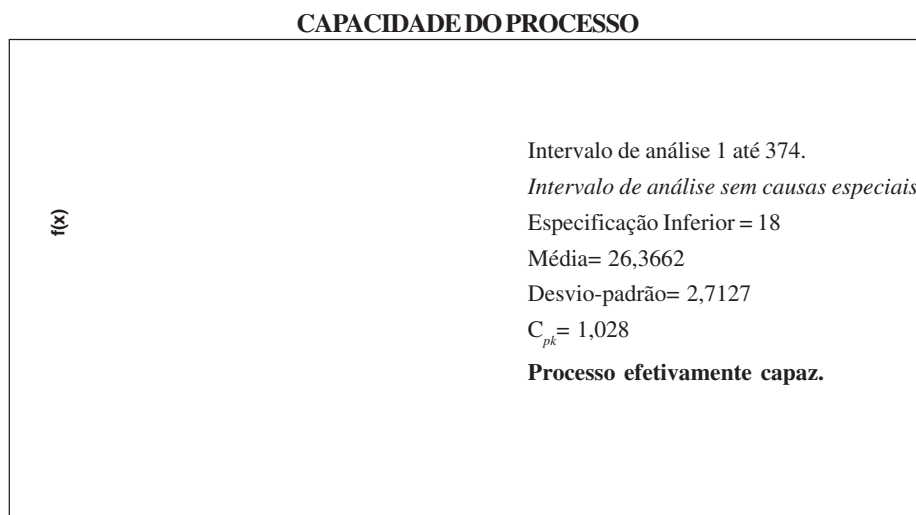 CAPACIDADE DO PROCESSO
f(x)
Intervalo de análise 1 até 374.
Intervalo de análise sem causas especiais
Especificação Inferior = 18
Média= 26,3662
Desvio-padrão= 2,7127
Cpk= 1,028
Processo efetivamente capaz.